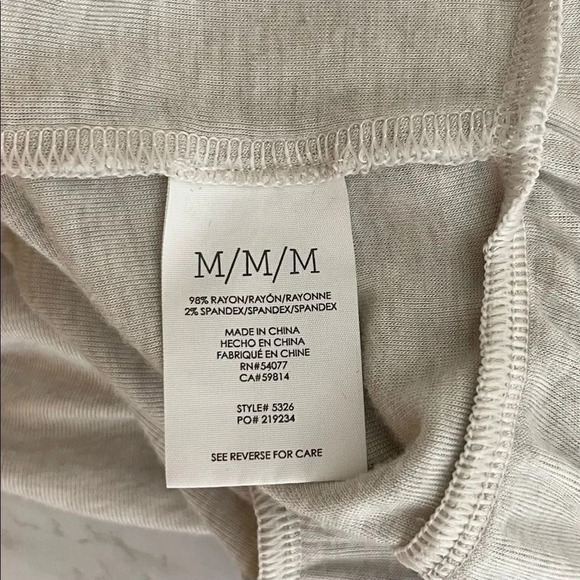 M/M/M
98% RAYON/RAYÓN/RAYONNE
2% SPANDEX/SPANDEX/SPANDEX
MADE IN CHINA
HECHO EN CHINA
FABRIQUÉ EN CHINE
RN#54077
CA#59814
STYLE# 5326
PO# 219234
SEE REVERSE FOR CARE